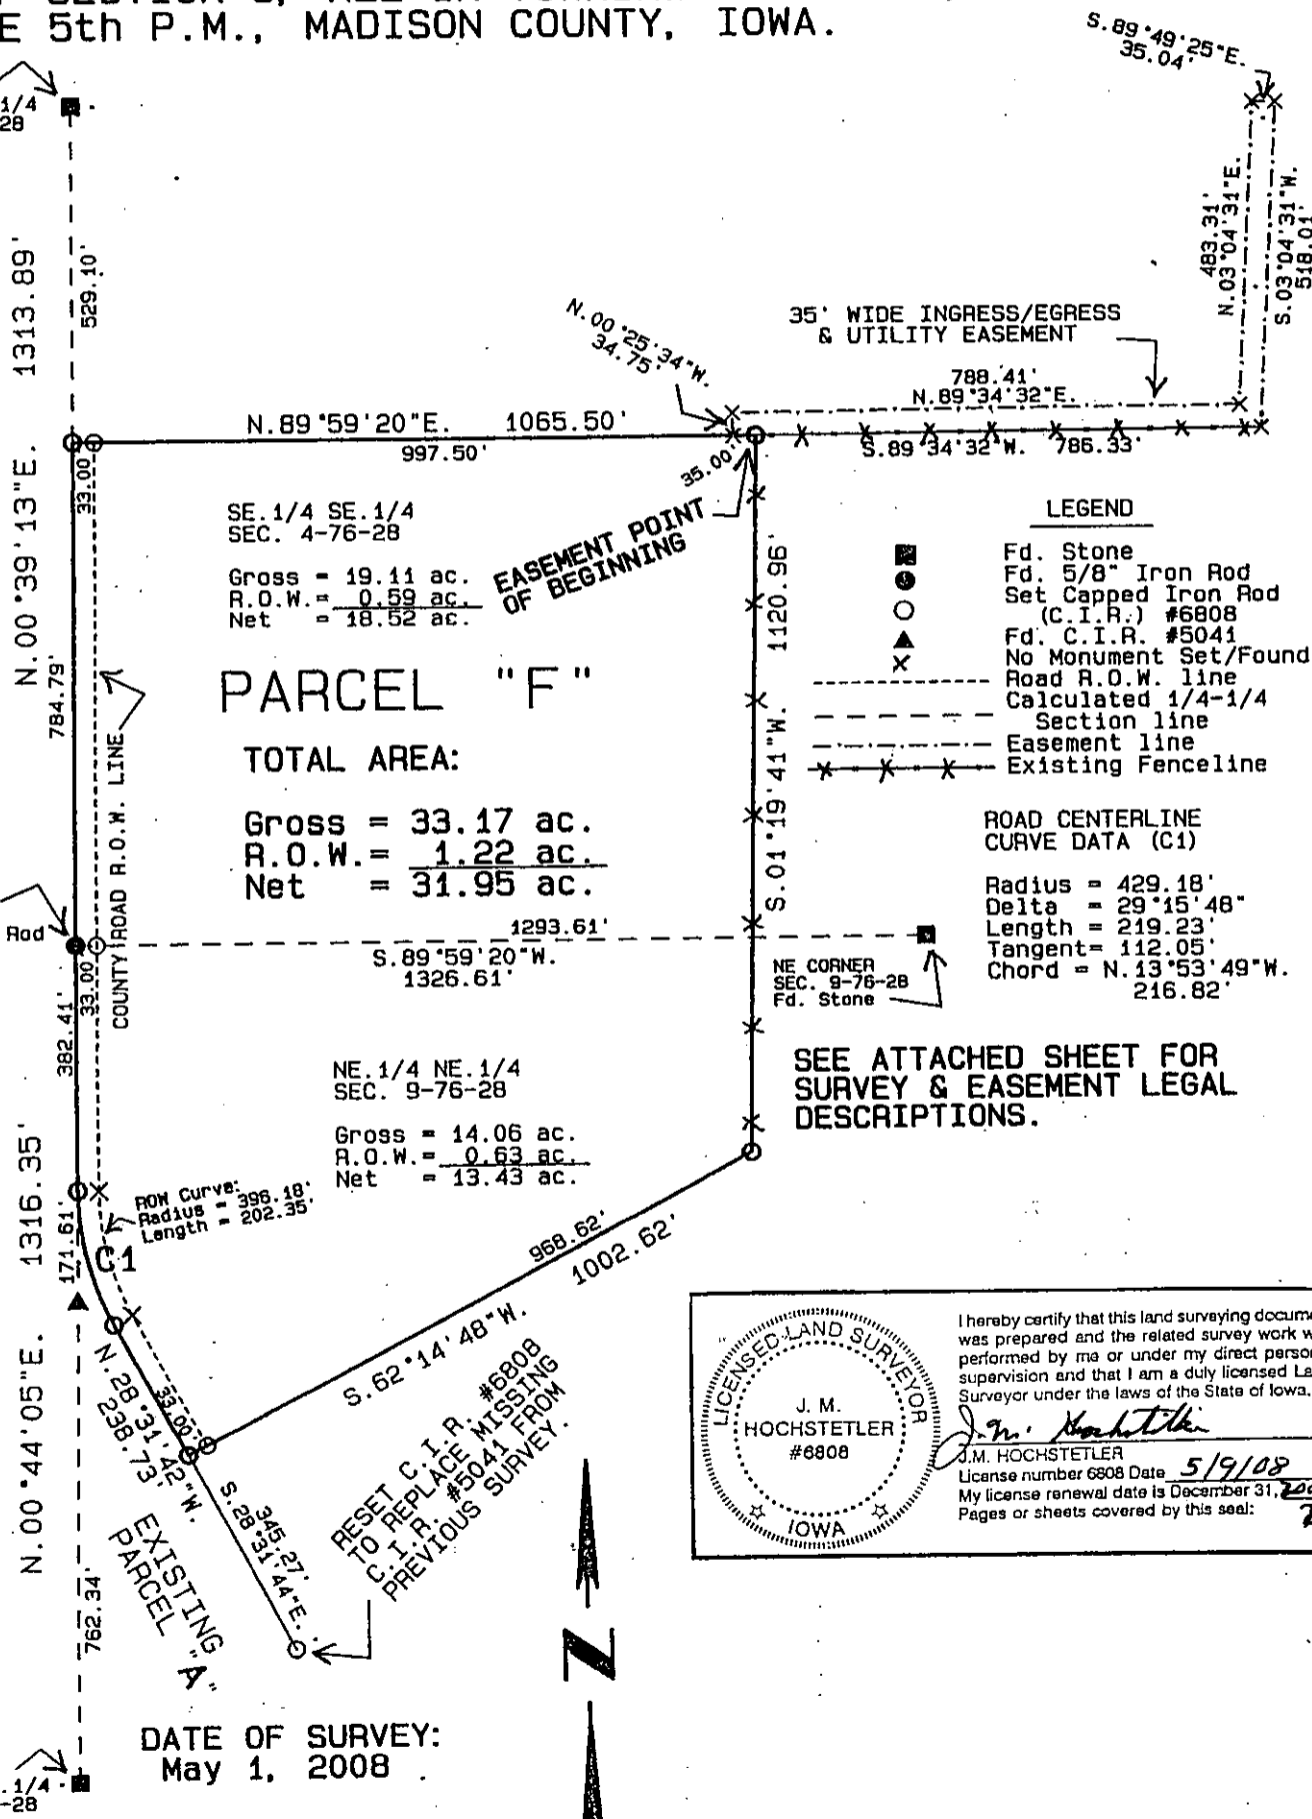 E 5th P.M., MADISON COUNTY, IOWA.
S.89°49'25"E.
35.04'
1/4
28
N.00°39'13"E. 1313.89'
529.10'
483.31'
N.03°04'31"E.
S.03°04'31"W.
518.01'
N.00°25'34"W.
34.75'
35' WIDE INGRESS/EGRESS
& UTILITY EASEMENT
788.41'
N.89°34'32"E.
N.89°59'20"E. 1065.50'
997.50'
S.89°34'32"W. 786.33'
35.00'
33.00'
EASEMENT POINT
OF BEGINNING
SE.1/4 SE.1/4
SEC. 4-76-28
Gross = 19.11 ac.
R.O.W.= 0.59 ac.
Net = 18.52 ac.
LEGEND
Fd. Stone
Fd. 5/8" Iron Rod
Set Capped Iron Rod
(C.I.R.) #6808
Fd. C.I.R. #5041
No Monument Set/Found
Road R.O.W. line
Calculated 1/4-1/4
Section line
Easement line
Existing Fenceline
784.79'
COUNTY ROAD R.O.W. LINE
PARCEL "F"
TOTAL AREA:
Gross = 33.17 ac.
R.O.W.= 1.22 ac.
Net = 31.95 ac.
S.01°19'41"W. 1120.96'
ROAD CENTERLINE
CURVE DATA (C1)
Radius = 429.18'
Delta = 29°15'48"
Length = 219.23'
Tangent= 112.05'
Chord = N.13°53'49"W.
216.82'
Rod
1293.61'
S.89°59'20"W.
1326.61'
NE CORNER
SEC. 9-76-28
Fd. Stone
382.41'
33.00'
NE.1/4 NE.1/4
SEC. 9-76-28
Gross = 14.06 ac.
R.O.W.= 0.63 ac.
Net = 13.43 ac.
SEE ATTACHED SHEET FOR
SURVEY & EASEMENT LEGAL
DESCRIPTIONS.
N.00°44'05"E. 1316.35'
171.61'
ROW Curve:
Radius = 396.18'
Length = 202.35'
C1
968.62'
1002.62'
S.62°14'48"W.
N.28°31'42"W.
238.73'
33.00'
345.27'
S.28°31'44"E.
RESET C.I.R. #6808
TO REPLACE MISSING
C.I.R. #5041 FROM
PREVIOUS SURVEY.
EXISTING
PARCEL "A"
762.34'
LICENSED LAND SURVEYOR
J. M.
HOCHSTETLER
#6808
IOWA
I hereby certify that this land surveying docum
was prepared and the related survey work w
performed by me or under my direct perso
supervision and that I am a duly licensed La
Surveyor under the laws of the State of Iowa.
J.M. Hochstetler
J.M. HOCHSTETLER
License number 6808 Date 5/9/08
My license renewal date is December 31, 200
Pages or sheets covered by this seal: 2
N
DATE OF SURVEY:
May 1, 2008
.1/4
-28